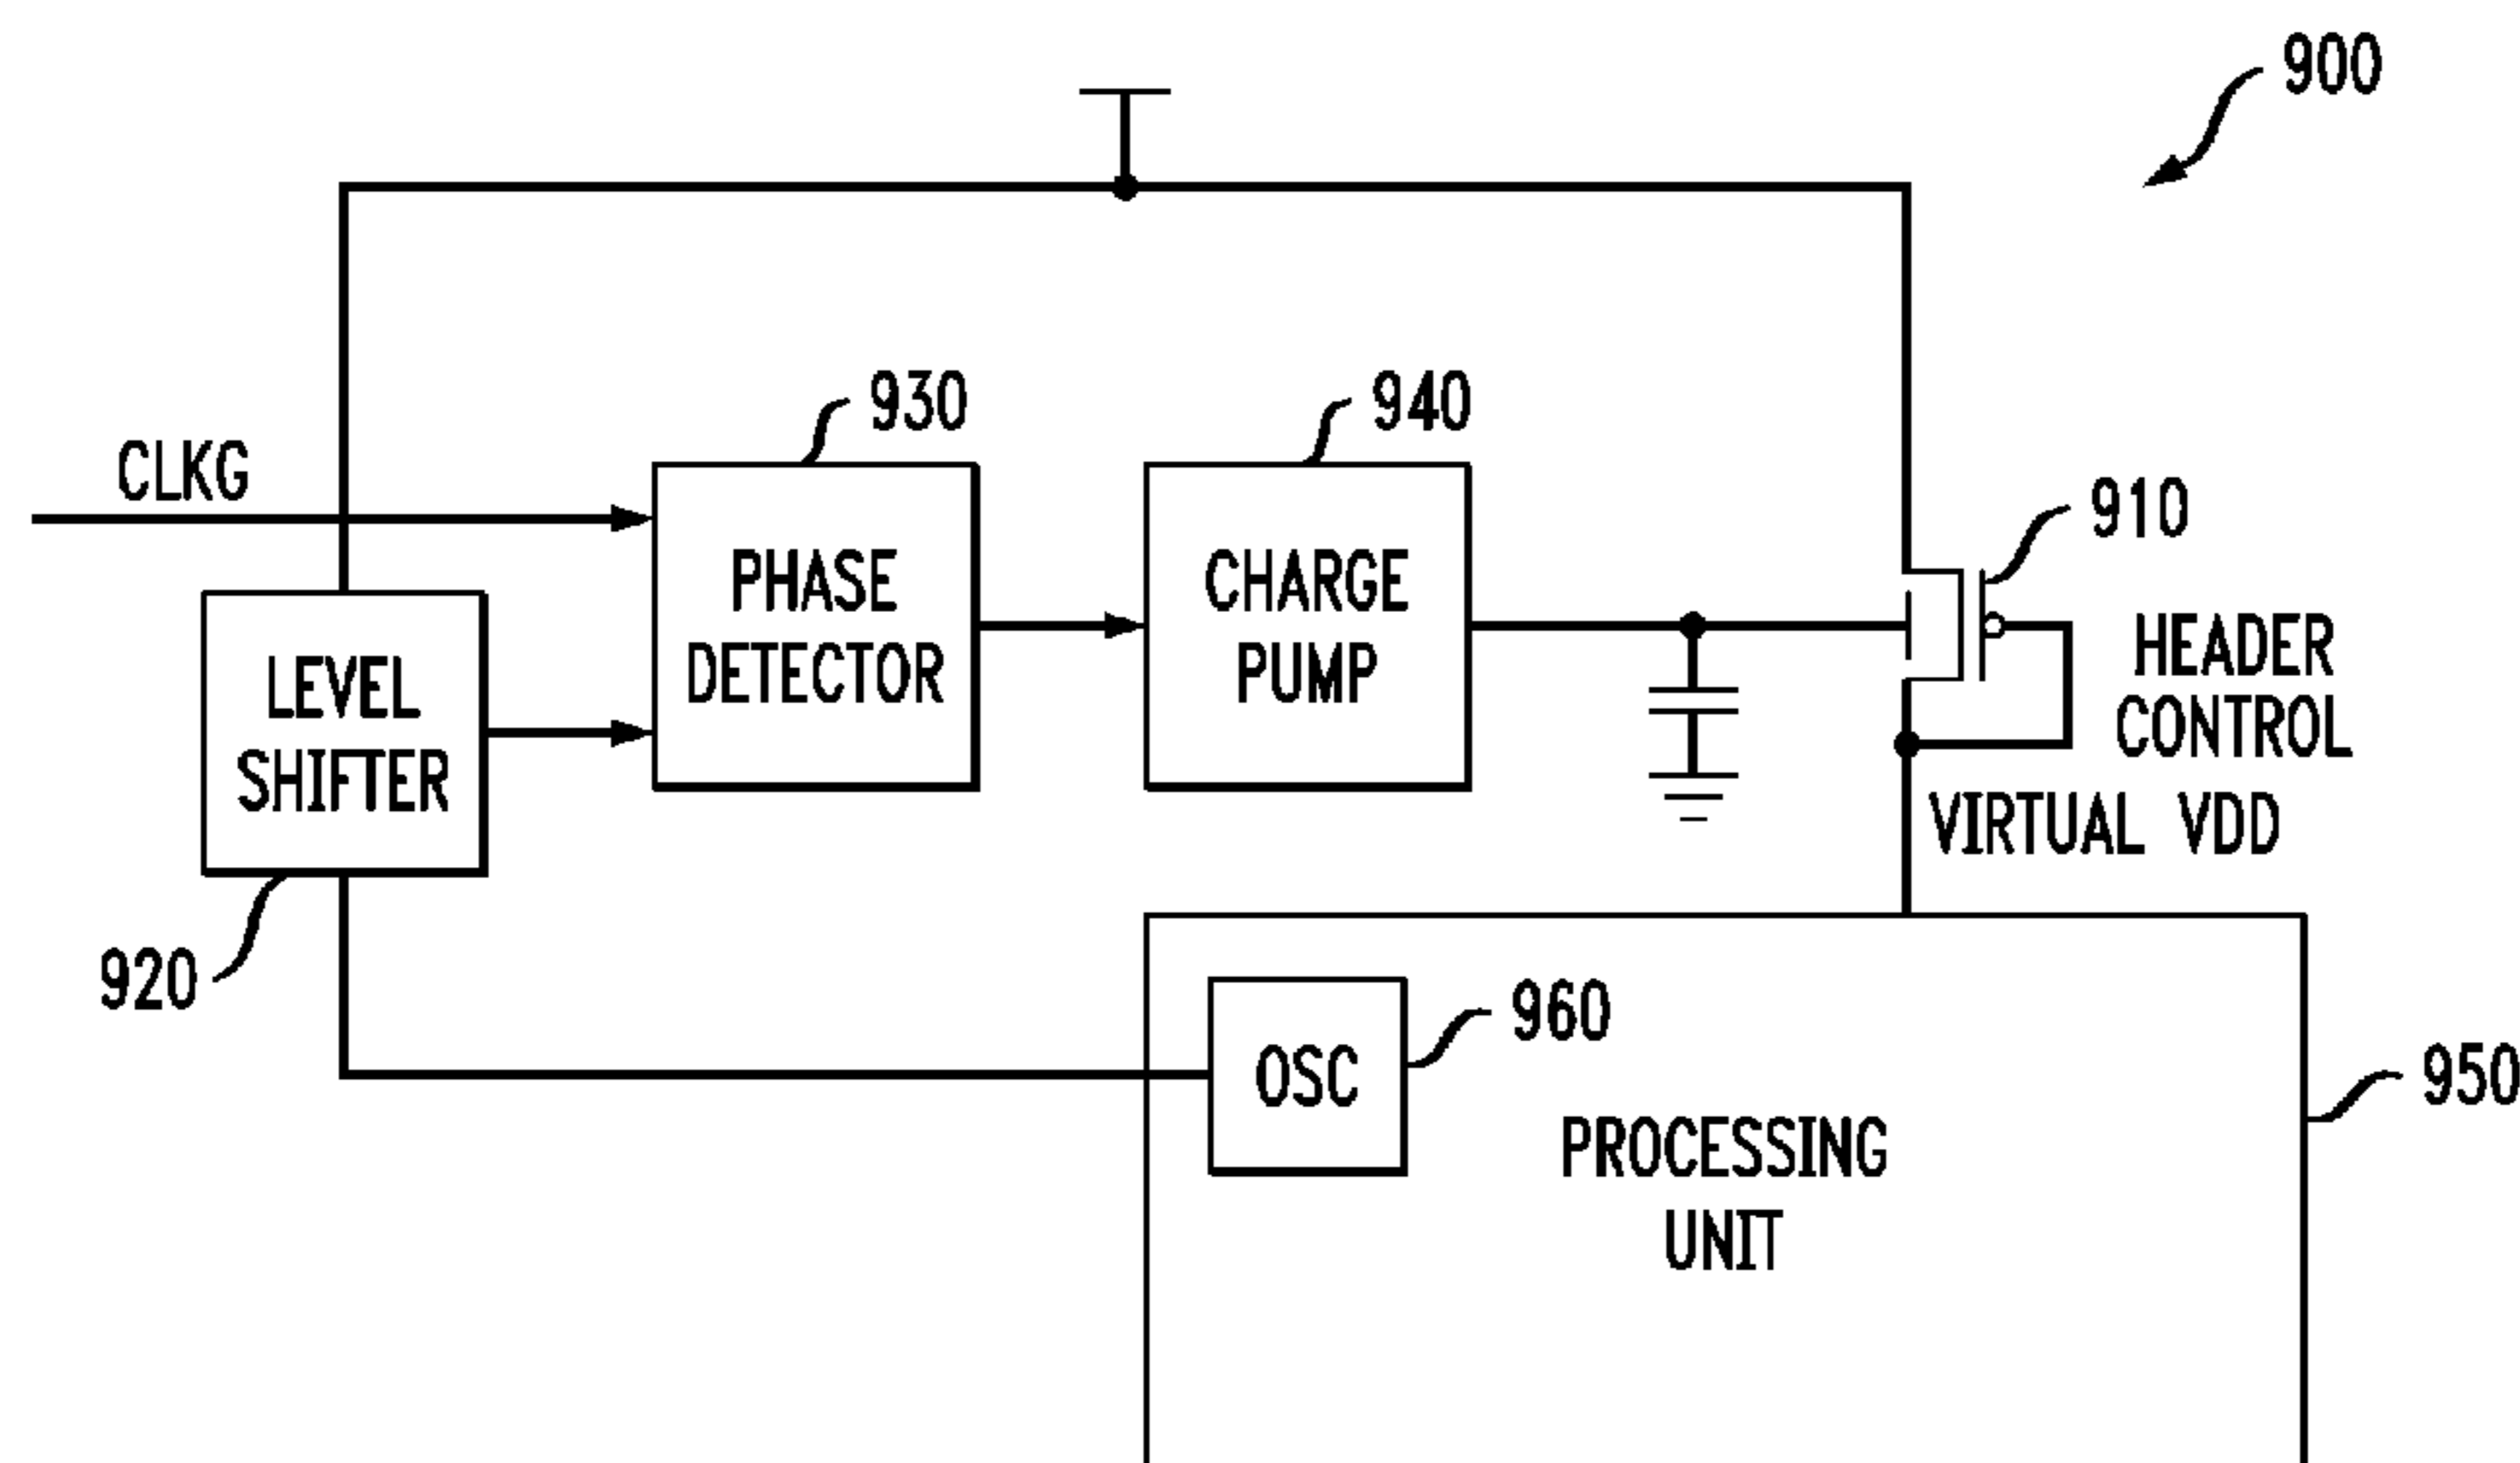 900
930
940
CLKG
910
PHASE
DETECTOR
CHARGE
PUMP
HEADER
CONTROL
LEVEL
SHIFTER
VIRTUAL VDD
920
960
OSC
950
PROCESSING
UNIT